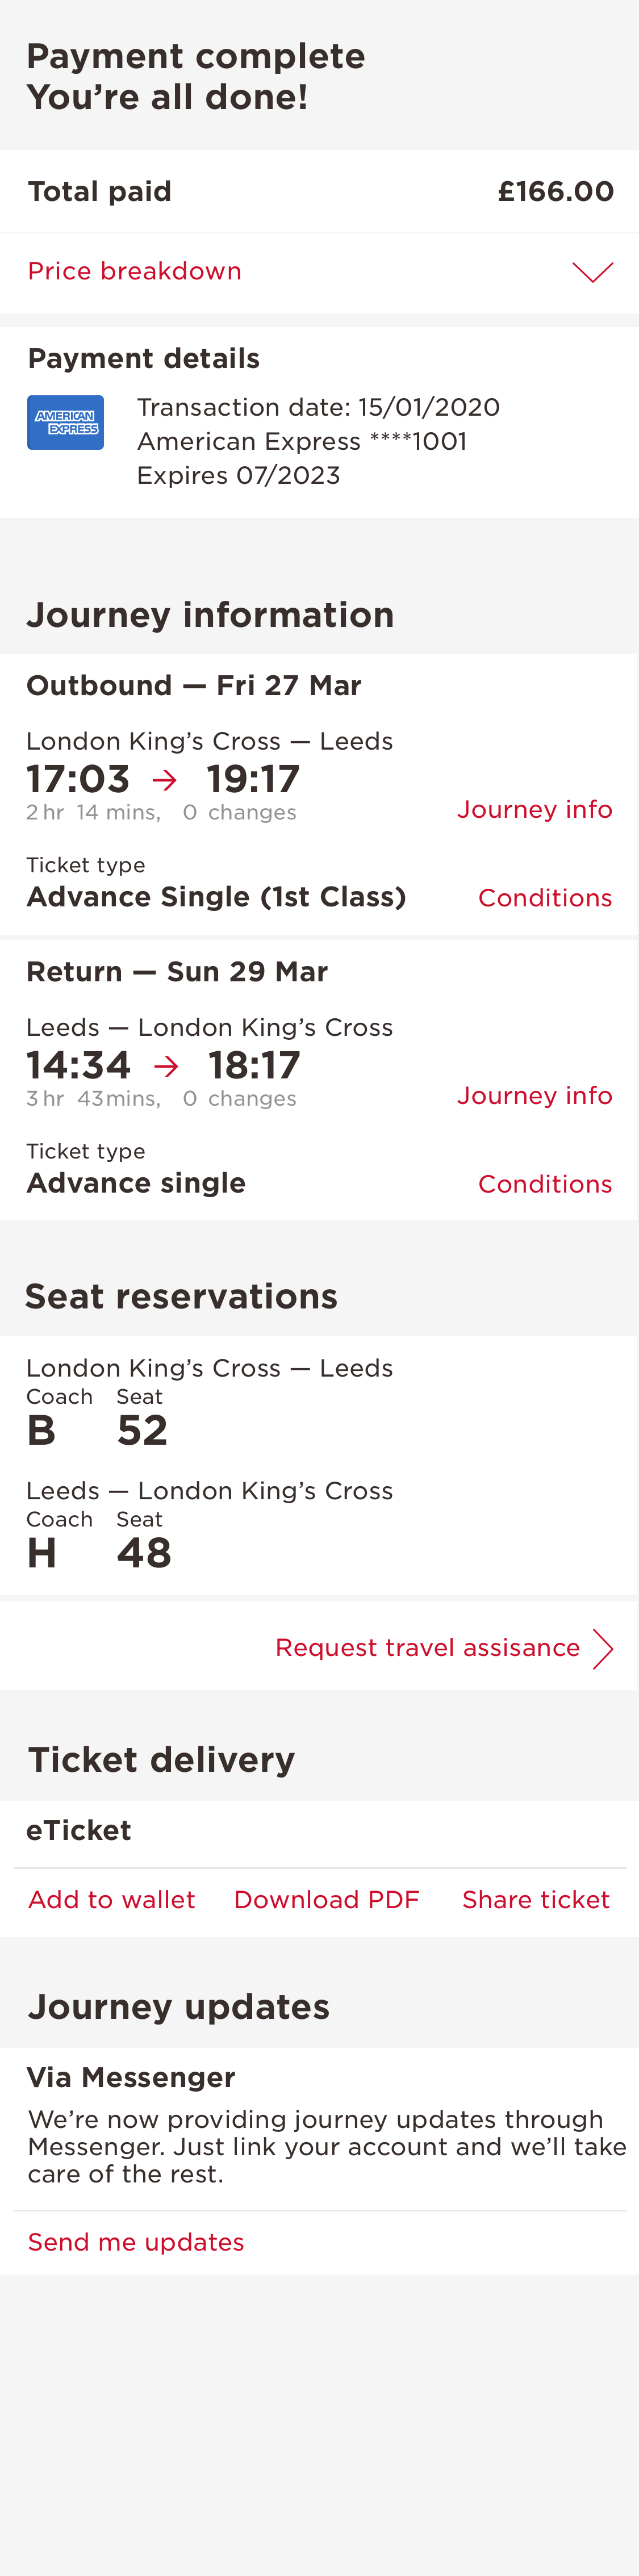 Payment complete
You’re all done!
Total paid £166.00
Price breakdown
Payment details
AMERICAN
EXPRESS
Transaction date: 15/01/2020
American Express ****1001
Expires 07/2023
Journey information
Outbound — Fri 27 Mar
London King’s Cross — Leeds
17:03 → 19:17
2 hr 14 mins, 0 changes
Journey info
Ticket type
Advance Single (1st Class)
Conditions
Return — Sun 29 Mar
Leeds — London King’s Cross
14:34 → 18:17
3 hr 43mins, 0 changes
Journey info
Ticket type
Advance single
Conditions
Seat reservations
London King’s Cross — Leeds
Coach Seat
B 52
Leeds — London King’s Cross
Coach Seat
H 48
Request travel assisance
Ticket delivery
eTicket
Add to wallet Download PDF Share ticket
Journey updates
Via Messenger
We’re now providing journey updates through
Messenger. Just link your account and we’ll take
care of the rest.
Send me updates